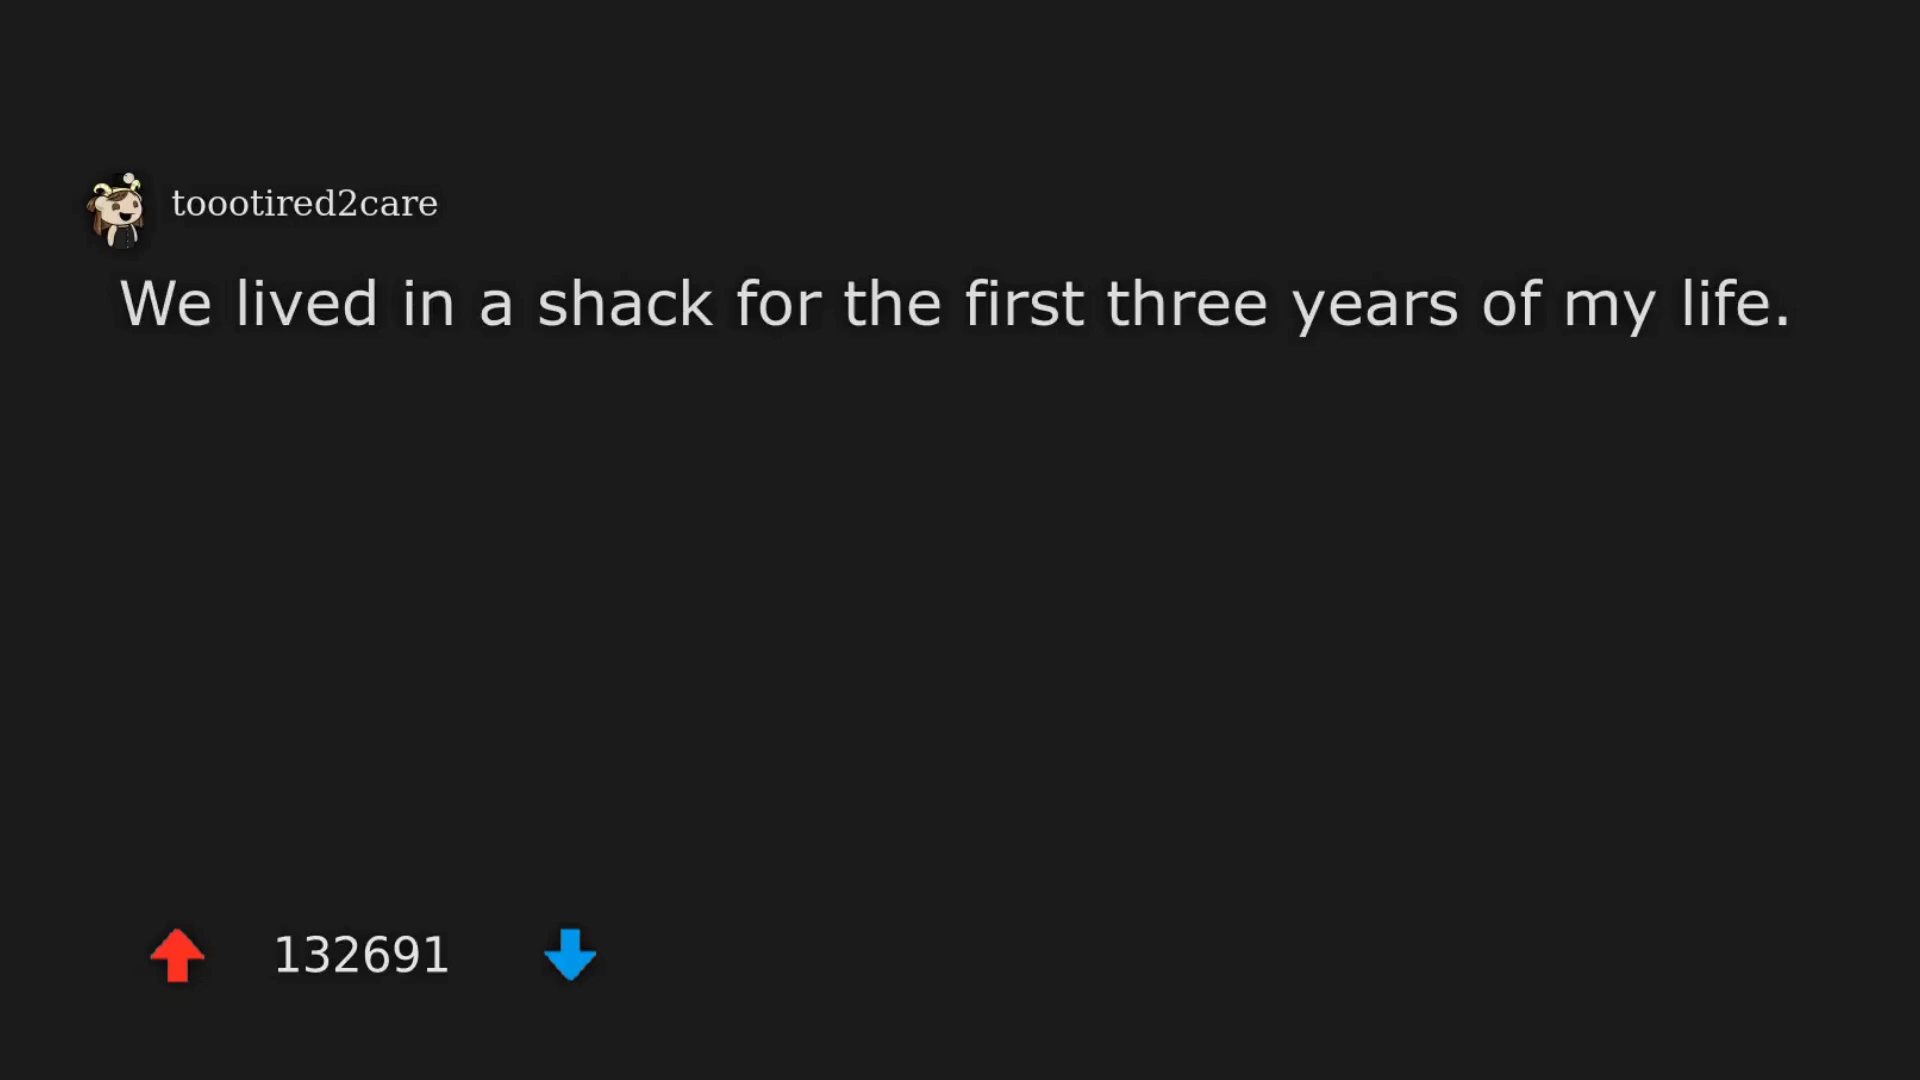 toootired2care
We lived in a shack for the first three years of my life.
132691